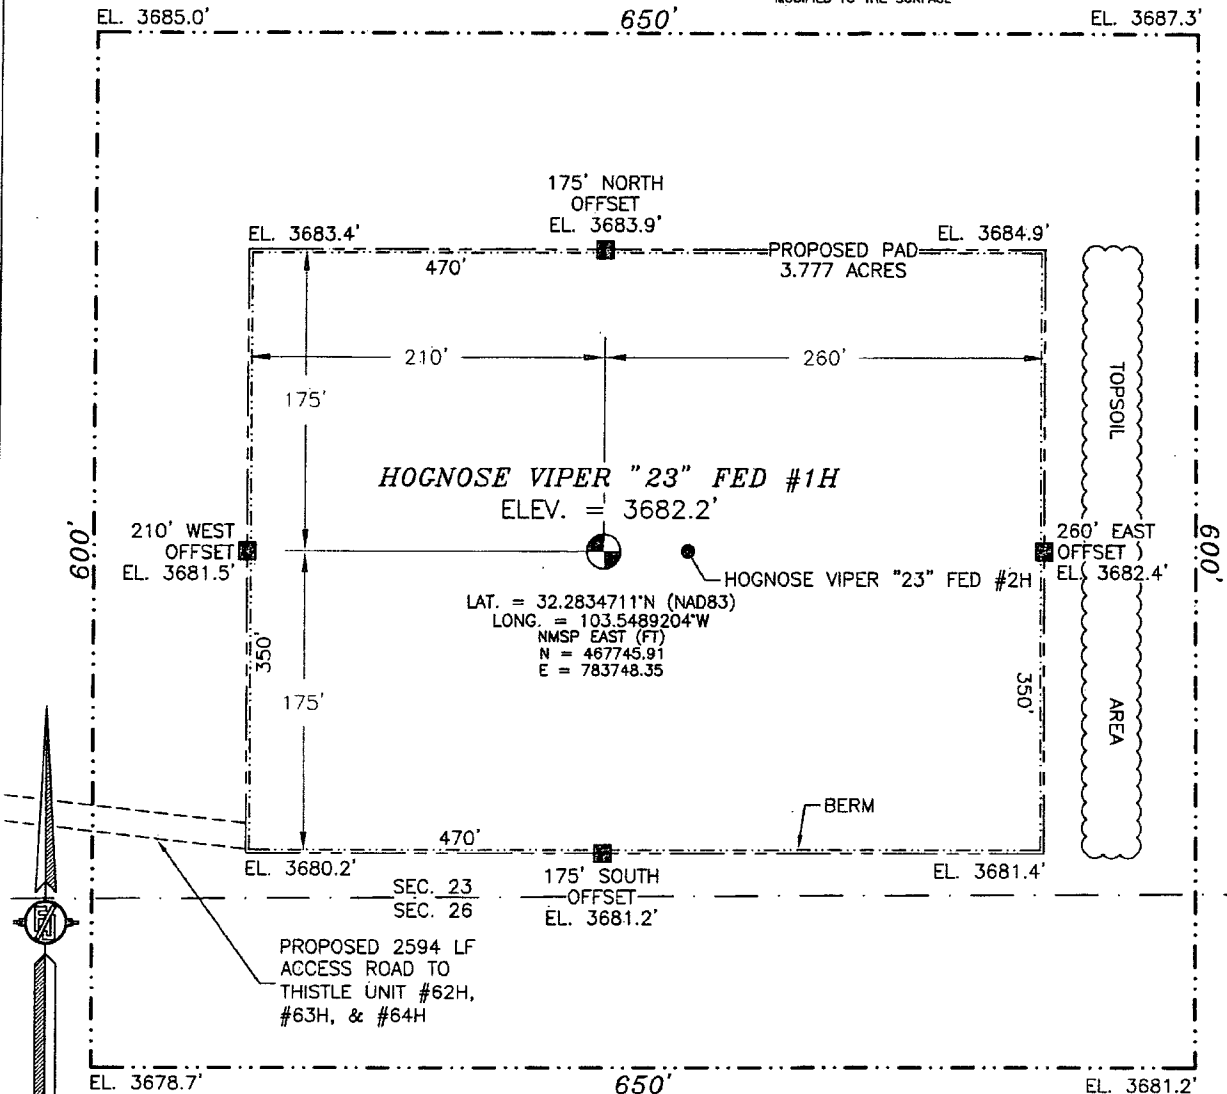 MODIFIED TO THE SURFACE
EL. 3685.0'
650'
EL. 3687.3'
175' NORTH
OFFSET
EL. 3683.9'
EL. 3683.4'
EL. 3684.9'
470'
PROPOSED PAD
3.777 ACRES
210'
260'
175'
TOPSOIL
HOGNOSE VIPER "23" FED #1H
ELEV. = 3682.2'
600'
210' WEST
OFFSET
EL. 3681.5'
260' EAST
OFFSET
EL. 3682.4'
600'
HOGNOSE VIPER "23" FED #2H
LAT. = 32.2834711°N (NAD83)
LONG. = 103.5489204°W
NMSP EAST (FT)
N = 467745.91
E = 783748.35
350'
175'
350'
AREA
BERM
470'
EL. 3680.2'
175' SOUTH
OFFSET
EL. 3681.2'
EL. 3681.4'
SEC. 23
SEC. 26
PROPOSED 2594 LF
ACCESS ROAD TO
THISTLE UNIT #62H,
#63H, & #64H
EL. 3678.7'
650'
EL. 3681.2'